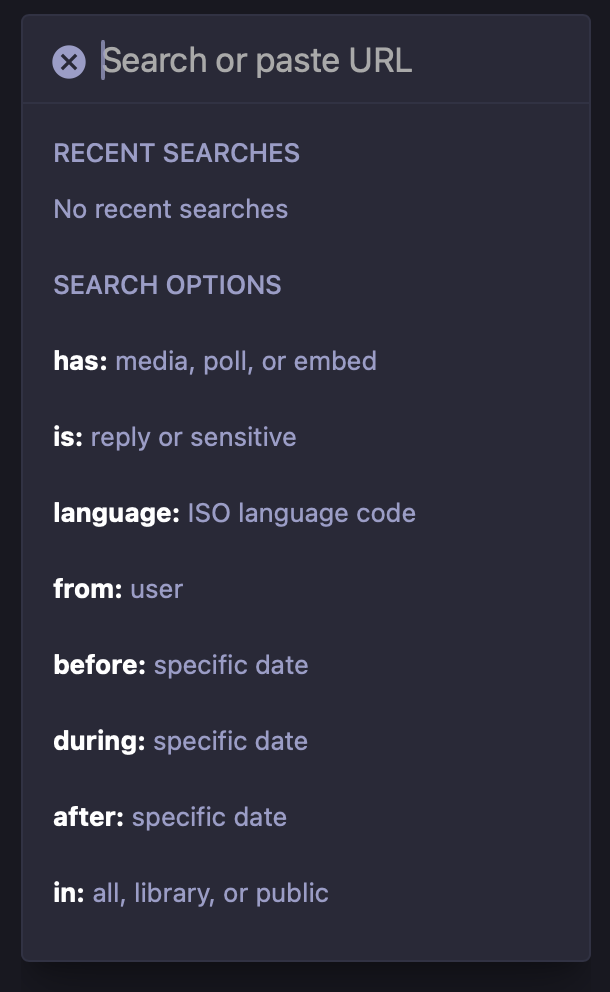 Search or paste URL
RECENT SEARCHES
No recent searches
SEARCH OPTIONS
has: media, poll, or embed
is: reply or sensitive
language: ISO language code
from: user
before: specific date
during: specific date
after: specific date
in: all, library, or public